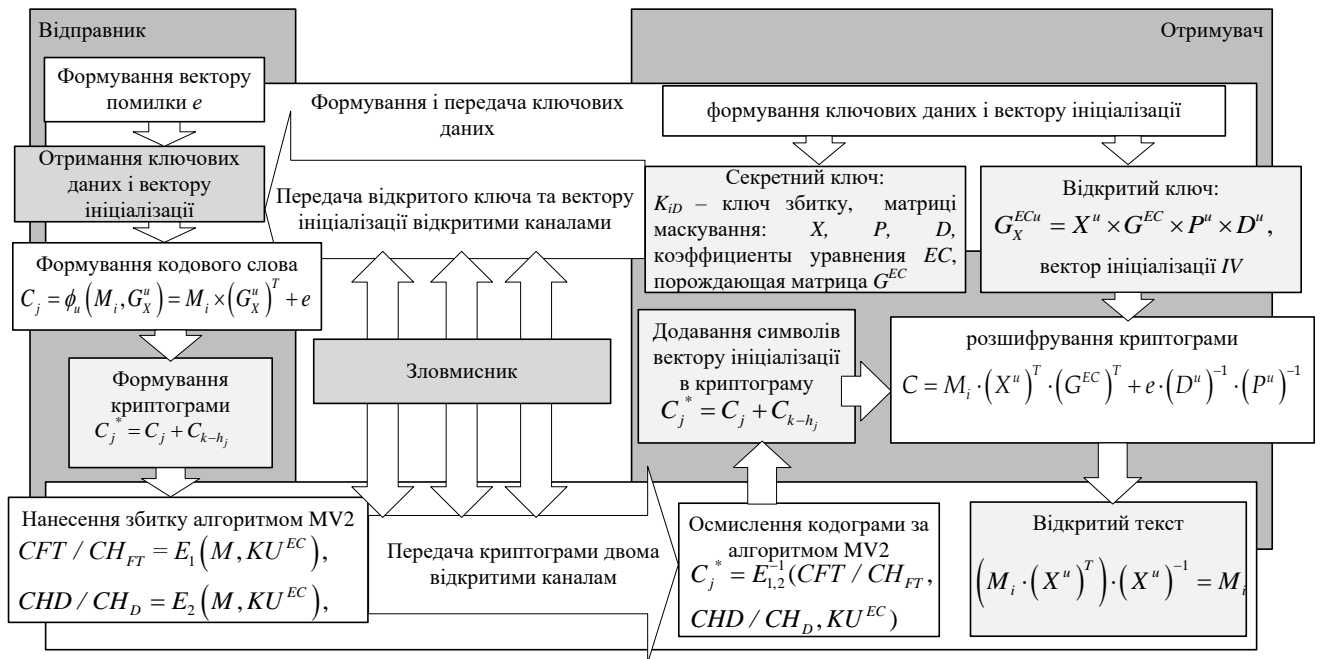 Відправник
Отримувач
Формування вектору
помилки e
Отримання ключових
даних і вектору
ініціалізації
Формування кодового слова
C_j = ϕ_u (M_i, G_X^u) = M_i × (G_X^u)^T + e
Формування
криптограми
C_j^* = C_j + C_{k−h_j}
Нанесення збитку алгоритмом MV2
CFT / CH_{FT} = E_1 (M, KU^{EC}),
CHD / CH_D = E_2 (M, KU^{EC}),
Формування і передача ключових
даних
Передача відкритого ключа та вектору
ініціалізації відкритими каналами
Зловмисник
Передача криптограми двома
відкритими каналам
формування ключових даних і вектору ініціалізації
Секретний ключ:
K_{iD} – ключ збитку, матриці
маскування: X, P, D,
коэффициенты уравнения EC,
порождающая матрица G^{EC}
Відкритий ключ:
G_X^{ECu} = X^u × G^{EC} × P^u × D^u,
вектор ініціалізації IV
Додавання символів
вектору ініціалізації
в криптограму
C_j^* = C_j + C_{k−h_j}
розшифрування криптограми
C = M_i · (X^u)^T · (G^{EC})^T + e · (D^u)^{−1} · (P^u)^{−1}
Осмислення кодограми за
алгоритмом MV2
C_j^* = E_{1,2}^{−1}(CFT / CH_{FT},
CHD / CH_D, KU^{EC})
Відкритий текст
(M_i · (X^u)^T) · (X^u)^{−1} = M_i